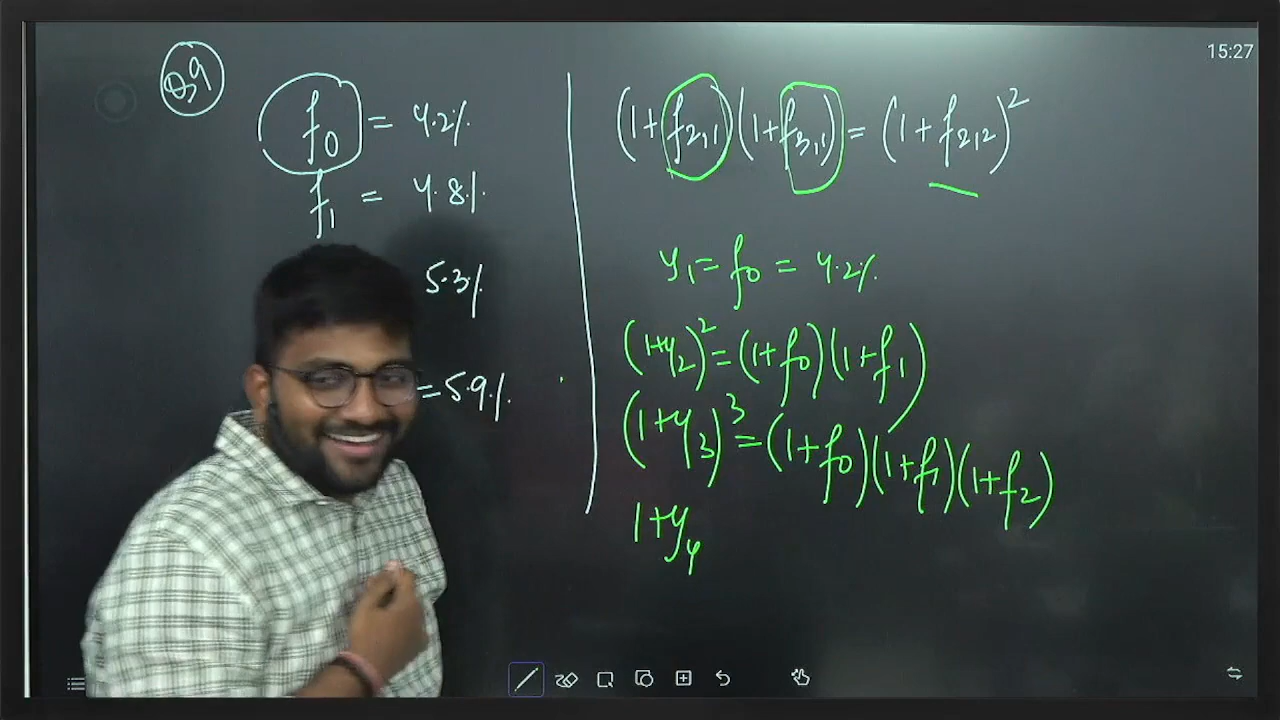 15:27
Q.9
f0 = 4.2%
f1 = 4.8%
5.3%
= 5.9%
(1+f2,1)(1+f3,1) = (1+f2,2)^2
y1 = f0 = 4.2%
(1+y2)^2 = (1+f0)(1+f1)
(1+y3)^3 = (1+f0)(1+f1)(1+f2)
1+y4